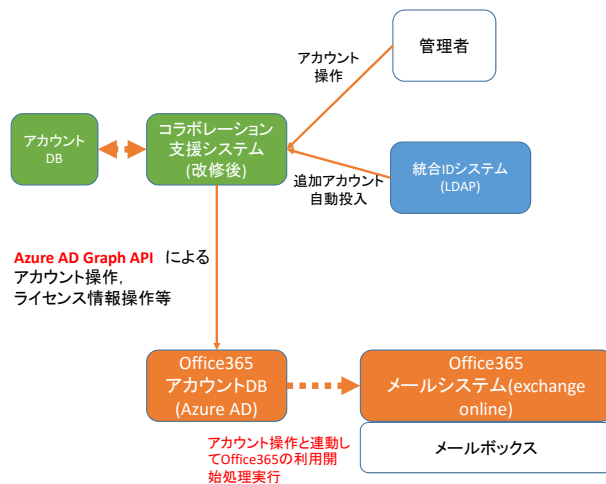 管理者
アカウント
操作
コラボレーション
支援システム
(改修後)
アカウント
DB
統合IDシステム
(LDAP)
追加アカウント
自動投入
Azure AD Graph API による
アカウント操作,
ライセンス情報操作等
Office365
アカウントDB
(Azure AD)
Office365
メールシステム(exchange
online)
メールボックス
アカウント操作と連動し
てOffice365の利用開
始処理実行